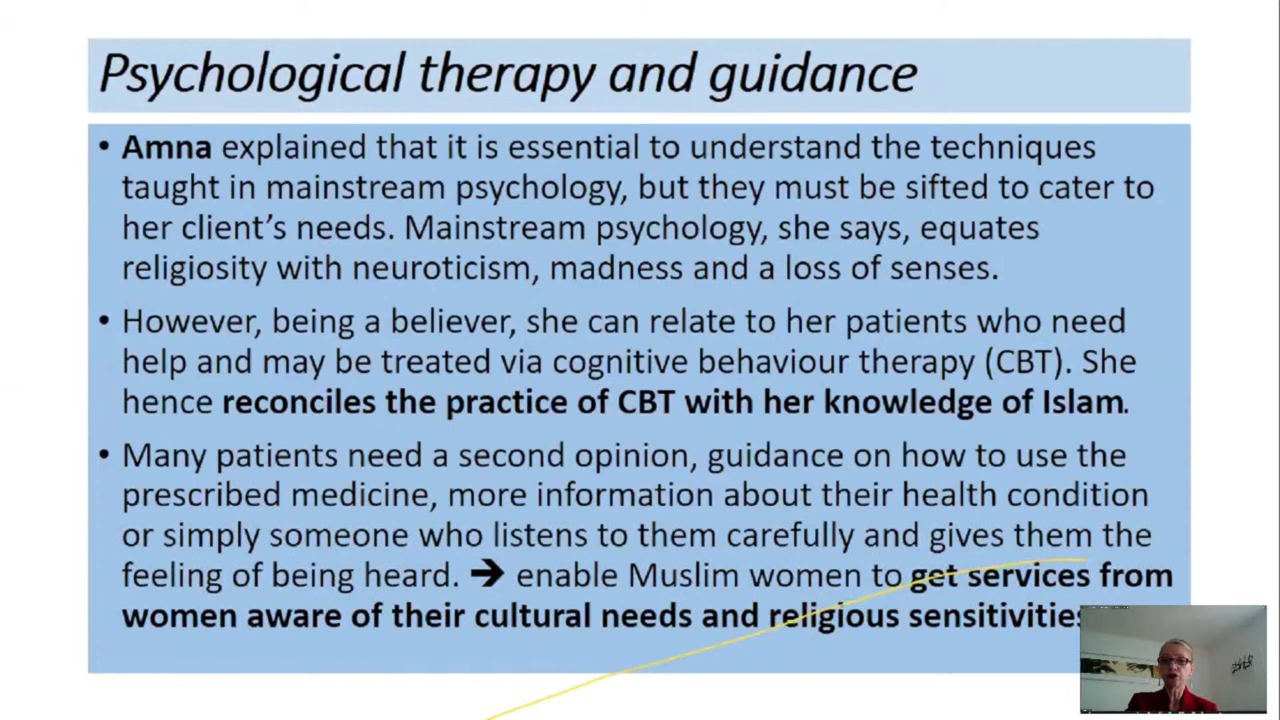 Psychological therapy and guidance
• Amna explained that it is essential to understand the techniques
taught in mainstream psychology, but they must be sifted to cater to
her client’s needs. Mainstream psychology, she says, equates
religiosity with neuroticism, madness and a loss of senses.
• However, being a believer, she can relate to her patients who need
help and may be treated via cognitive behaviour therapy (CBT). She
hence reconciles the practice of CBT with her knowledge of Islam.
• Many patients need a second opinion, guidance on how to use the
prescribed medicine, more information about their health condition
or simply someone who listens to them carefully and gives them the
feeling of being heard. ➔ enable Muslim women to get services from
women aware of their cultural needs and religious sensitivities